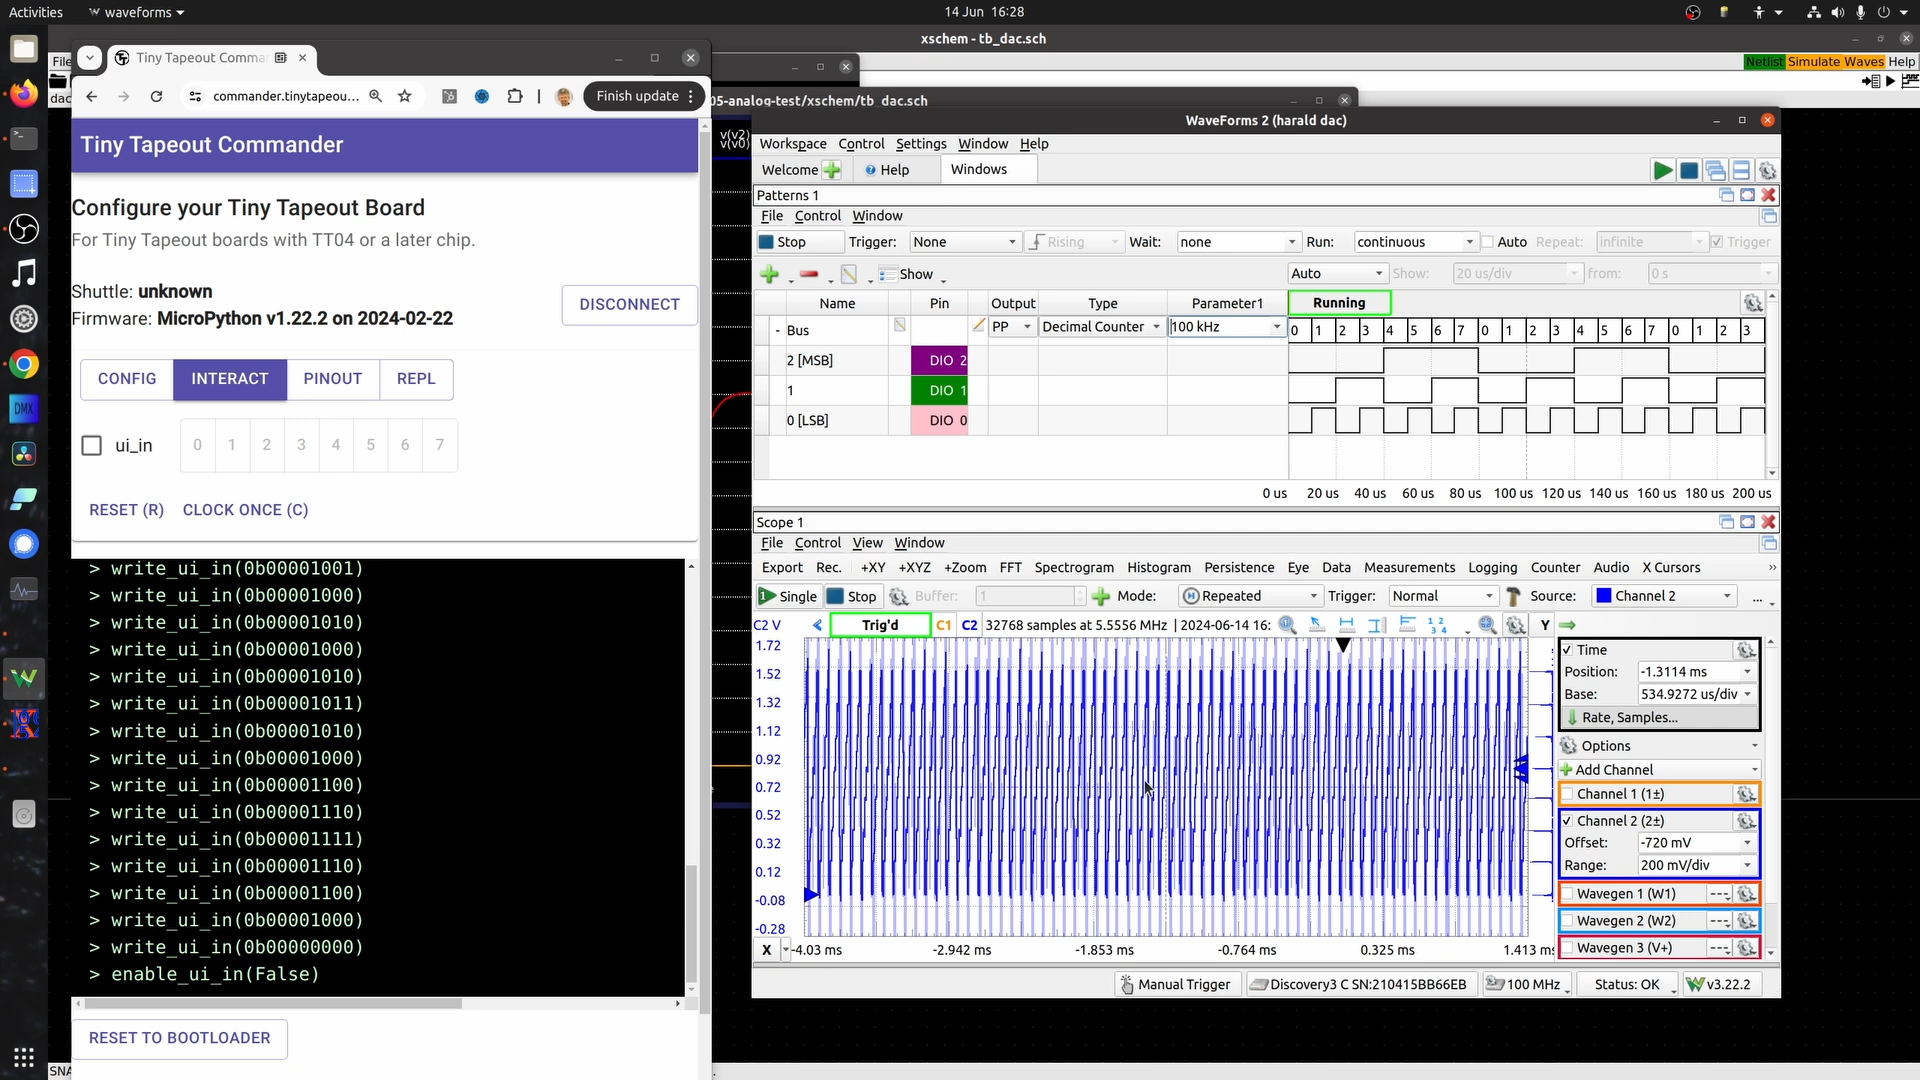 Activities
waveforms
14 Jun 16:28
xschem - tb_dac.sch
File
Netlist Simulate Waves Help
Tiny Tapeout Comma
commander.tinytapeou...
Finish update
Tiny Tapeout Commander
Configure your Tiny Tapeout Board
For Tiny Tapeout boards with TT04 or a later chip.
Shuttle: unknown
Firmware: MicroPython v1.22.2 on 2024-02-22
DISCONNECT
CONFIG INTERACT PINOUT REPL
ui_in 0 1 2 3 4 5 6 7
RESET (R) CLOCK ONCE (C)
> write_ui_in(0b00001001)
> write_ui_in(0b00001000)
> write_ui_in(0b00001010)
> write_ui_in(0b00001000)
> write_ui_in(0b00001010)
> write_ui_in(0b00001011)
> write_ui_in(0b00001010)
> write_ui_in(0b00001000)
> write_ui_in(0b00001100)
> write_ui_in(0b00001110)
> write_ui_in(0b00001111)
> write_ui_in(0b00001110)
> write_ui_in(0b00001100)
> write_ui_in(0b00001000)
> write_ui_in(0b00000000)
> enable_ui_in(False)
RESET TO BOOTLOADER
05-analog-test/xschem/tb_dac.sch
v(v2)
v(v0)
WaveForms 2 (harald dac)
Workspace Control Settings Window Help
Welcome Help Windows
Patterns 1
File Control Window
Stop Trigger: None Rising Wait: none Run: continuous Auto Repeat: infinite Trigger
Show Auto Show: 20 us/div from: 0 s
Name Pin Output Type Parameter1 Running
- Bus PP Decimal Counter 100 kHz 0 1 2 3 4 5 6 7 0 1 2 3 4 5 6 7 0 1 2 3
2 [MSB] DIO 2
1 DIO 1
0 [LSB] DIO 0
0 us 20 us 40 us 60 us 80 us 100 us 120 us 140 us 160 us 180 us 200 us
Scope 1
File Control View Window
Export Rec. +XY +XYZ +Zoom FFT Spectrogram Histogram Persistence Eye Data Measurements Logging Counter Audio X Cursors »
Single Stop Buffer: 1 Mode: Repeated Trigger: Normal Source: Channel 2 ...
C2 V Trig'd C1 C2 32768 samples at 5.5556 MHz | 2024-06-14 16: Y
1.72
1.52
1.32
1.12
0.92
0.72
0.52
0.32
0.12
-0.08
-0.28
X -4.03 ms -2.942 ms -1.853 ms -0.764 ms 0.325 ms 1.413 ms
Time
Position: -1.3114 ms
Base: 534.9272 us/div
Rate, Samples...
Options
Add Channel
Channel 1 (1±)
Channel 2 (2±)
Offset: -720 mV
Range: 200 mV/div
Wavegen 1 (W1) ---
Wavegen 2 (W2) ---
Wavegen 3 (V+) ---
Manual Trigger Discovery3 C SN:210415BB66EB 100 MHz Status: OK v3.22.2
DMX
SNA